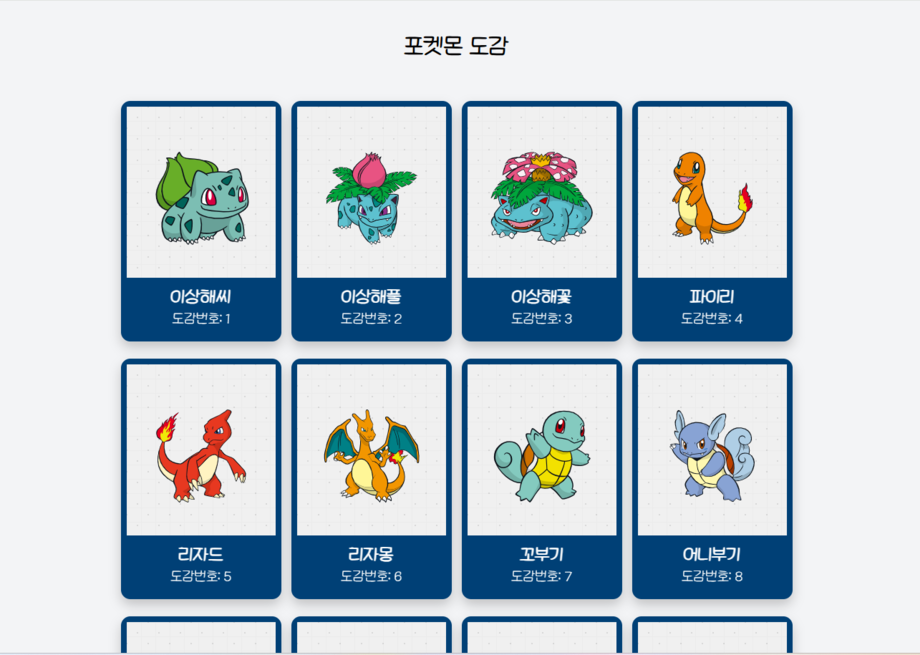 포켓몬 도감
이상해씨
도감번호: 1
이상해풀
도감번호: 2
이상해꽃
도감번호: 3
파이리
도감번호: 4
리자드
도감번호: 5
리자몽
도감번호: 6
꼬부기
도감번호: 7
어니부기
도감번호: 8